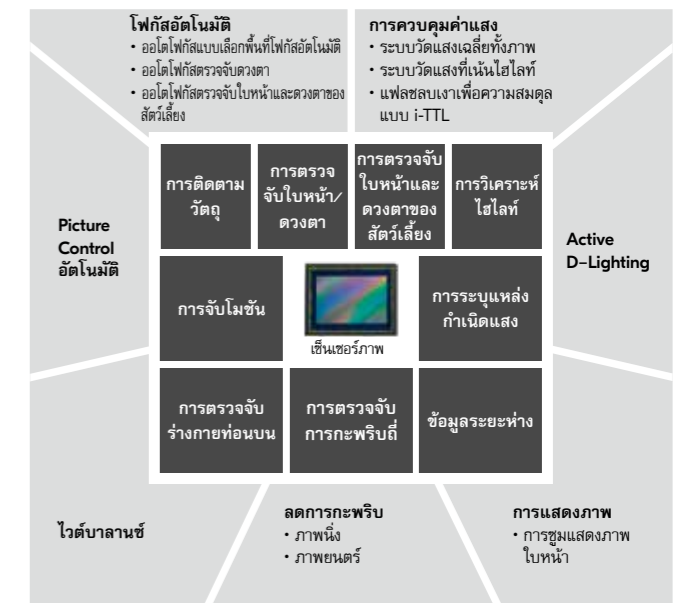 โฟกัสอัตโนมัติ
• ออโตโฟกัสแบบเลือกพื้นที่โฟกัสอัตโนมัติ
• ออโตโฟกัสตรวจจับดวงตา
• ออโตโฟกัสตรวจจับใบหน้าและดวงตาของ
สัตว์เลี้ยง
การควบคุมค่าแสง
• ระบบวัดแสงเฉลี่ยทั้งภาพ
• ระบบวัดแสงที่เน้นไฮไลท์
• แฟลชลบเงาเพื่อความสมดุล
แบบ i-TTL
Picture
Control
อัตโนมัติ
การติดตาม
วัตถุ
การตรวจ
จับใบหน้า/
ดวงตา
การตรวจจับ
ใบหน้าและ
ดวงตาของ
สัตว์เลี้ยง
การวิเคราะห์
ไฮไลท์
Active
D-Lighting
การจับโมชัน
เซ็นเซอร์ภาพ
การระบุแหล่ง
กำเนิดแสง
การตรวจจับ
ร่างกายท่อนบน
การตรวจจับ
การกะพริบถี่
ข้อมูลระยะห่าง
ไวต์บาลานซ์
ลดการกะพริบ
• ภาพนิ่ง
• ภาพยนตร์
การแสดงภาพ
• การซูมแสดงภาพ
ใบหน้า